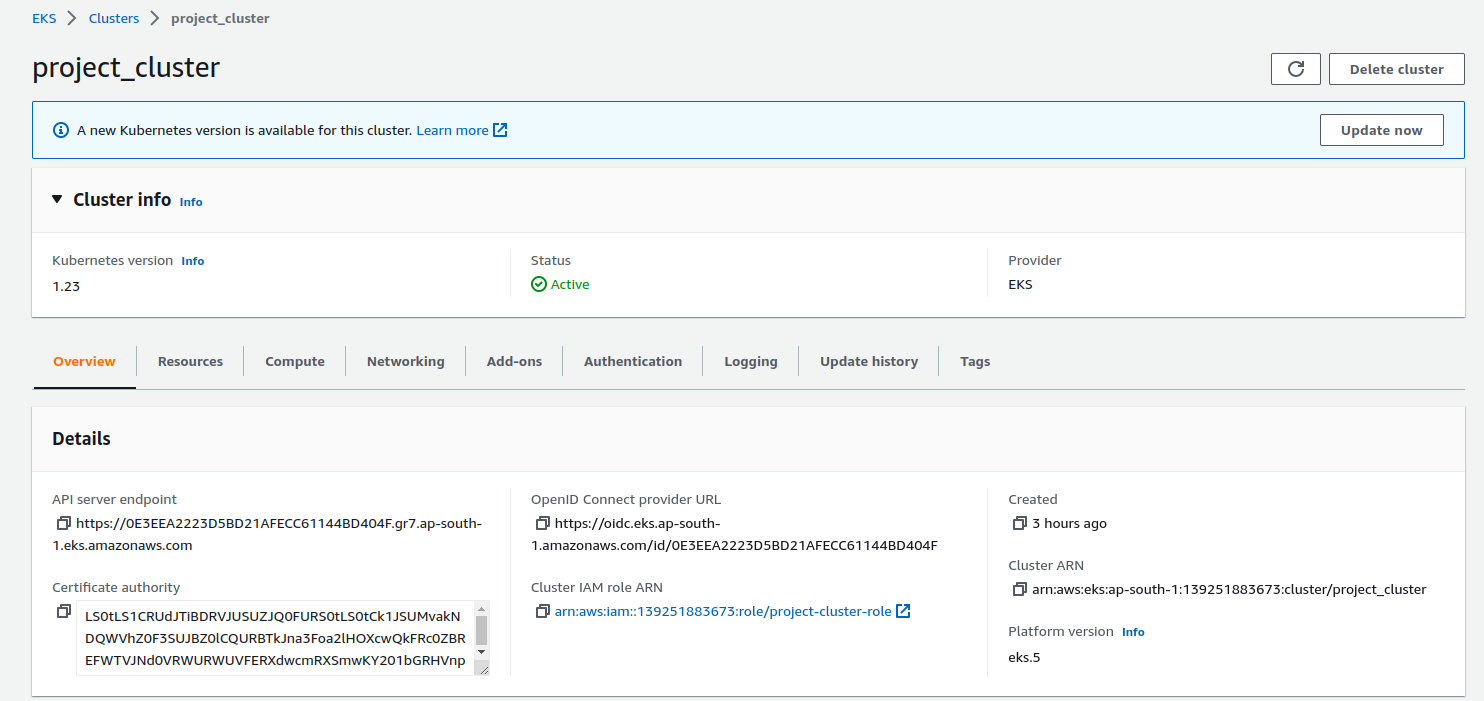 EKS > Clusters > project_cluster
project_cluster
Delete cluster
A new Kubernetes version is available for this cluster. Learn more
Update now
Cluster info Info
Kubernetes version Info
1.23
Status
Active
Provider
EKS
Overview
Resources
Compute
Networking
Add-ons
Authentication
Logging
Update history
Tags
Details
API server endpoint
https://0E3EEA2223D5BD21AFECC61144BD404F.gr7.ap-south-
1.eks.amazonaws.com
Certificate authority
LS0tLS1CRUdJTiBDRVJUSUZJQ0FURS0tLS0tCk1JSUMvakN
DQWVhZ0F3SUJBZ0lCQURBTkJna3Foa2lHOXcwQkFRc0ZBR
EFWTVJNd0VRWURWUVFERXdwcmRXSmwKY201bGRHVnp
OpenID Connect provider URL
https://oidc.eks.ap-south-
1.amazonaws.com/id/0E3EEA2223D5BD21AFECC61144BD404F
Cluster IAM role ARN
arn:aws:iam::139251883673:role/project-cluster-role
Created
3 hours ago
Cluster ARN
arn:aws:eks:ap-south-1:139251883673:cluster/project_cluster
Platform version Info
eks.5